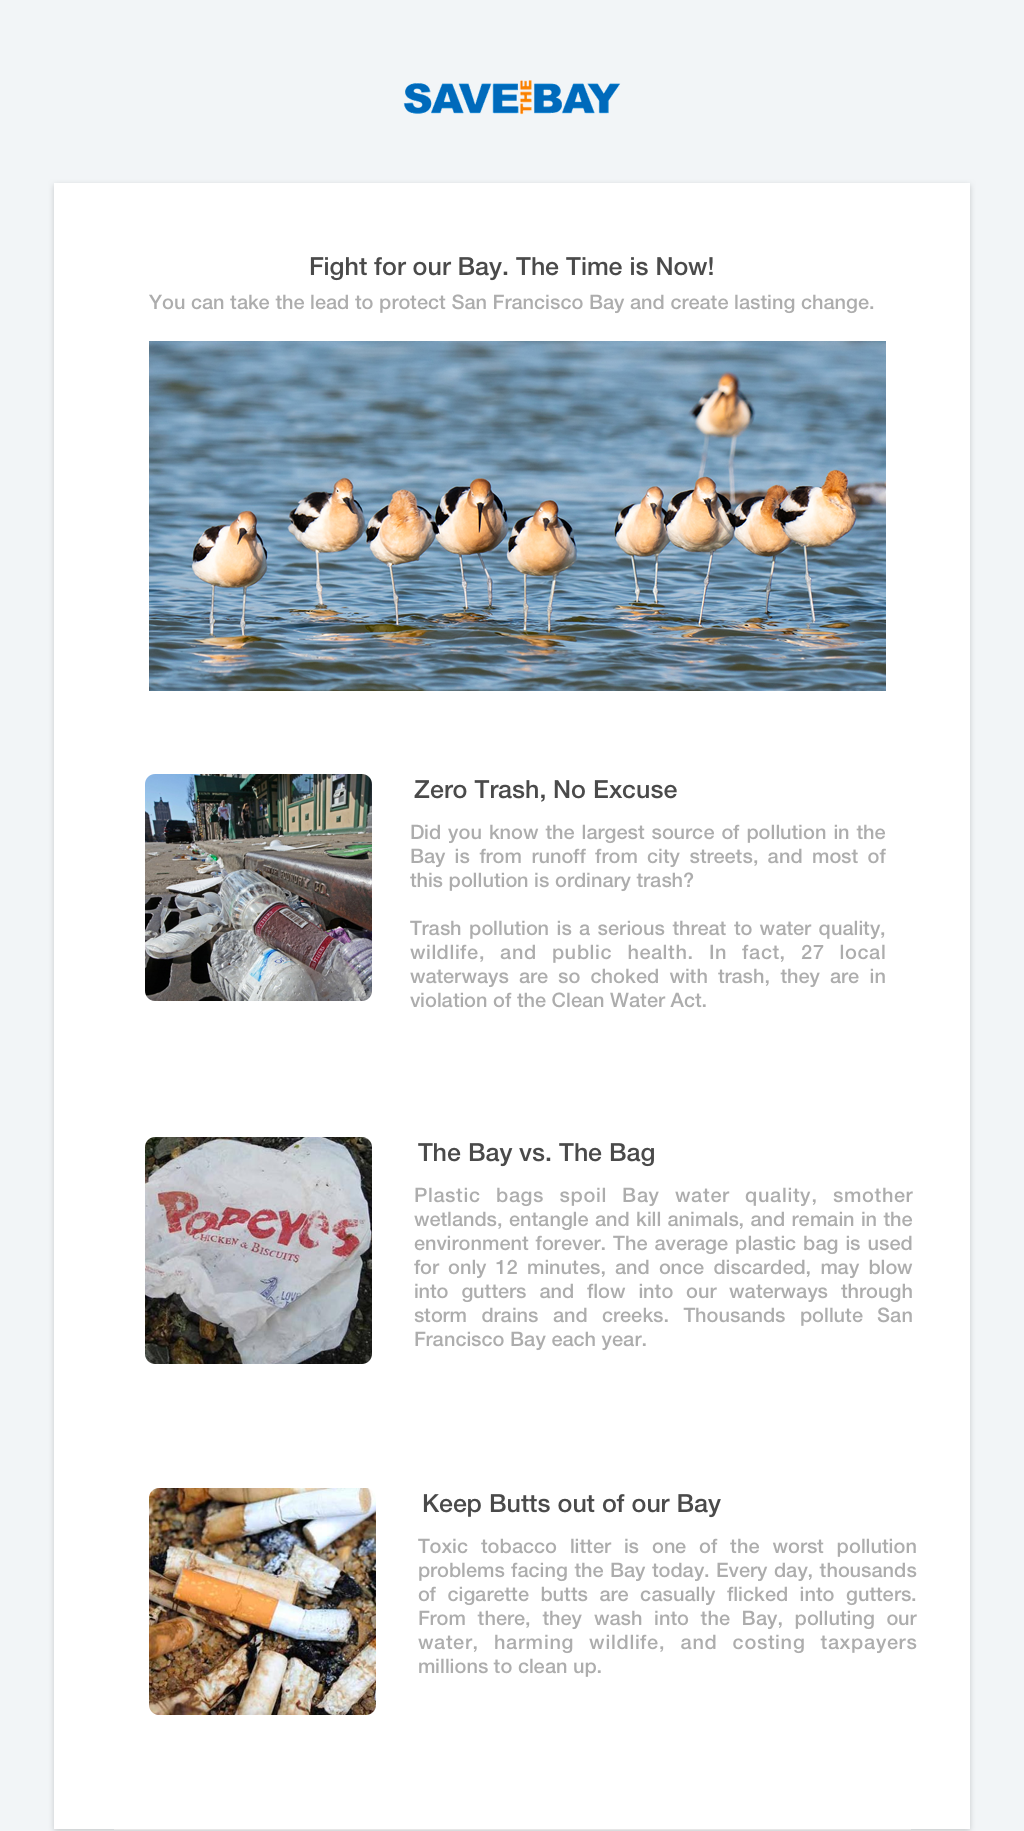 SAVE THE BAY
Fight for our Bay. The Time is Now!
You can take the lead to protect San Francisco Bay and create lasting change.
Zero Trash, No Excuse
Did you know the largest source of pollution in the
Bay is from runoff from city streets, and most of
this pollution is ordinary trash?
Trash pollution is a serious threat to water quality,
wildlife, and public health. In fact, 27 local
waterways are so choked with trash, they are in
violation of the Clean Water Act.
The Bay vs. The Bag
Plastic bags spoil Bay water quality, smother
wetlands, entangle and kill animals, and remain in the
environment forever. The average plastic bag is used
for only 12 minutes, and once discarded, may blow
into gutters and flow into our waterways through
storm drains and creeks. Thousands pollute San
Francisco Bay each year.
POPEYES
CHICKEN & BISCUITS
Keep Butts out of our Bay
Toxic tobacco litter is one of the worst pollution
problems facing the Bay today. Every day, thousands
of cigarette butts are casually flicked into gutters.
From there, they wash into the Bay, polluting our
water, harming wildlife, and costing taxpayers
millions to clean up.